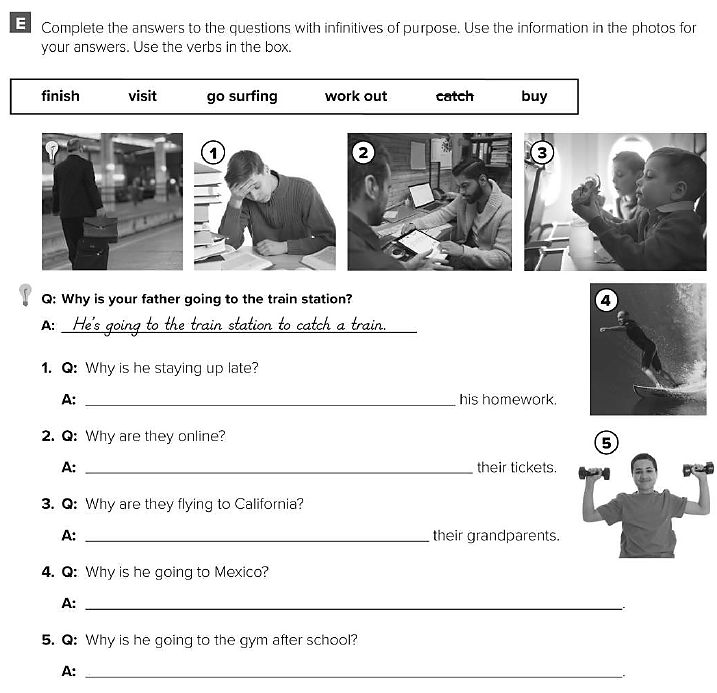 E Complete the answers to the questions with infinitives of purpose. Use the information in the photos for
your answers. Use the verbs in the box.
finish visit go surfing work out catch buy
1 2 3
Q: Why is your father going to the train station?
A: He's going to the train station to catch a train.
4
1. Q: Why is he staying up late?
A: ______ his homework.
2. Q: Why are they online?
5
A: ______ their tickets.
3. Q: Why are they flying to California?
A: ______ their grandparents.
4. Q: Why is he going to Mexico?
A: ______.
5. Q: Why is he going to the gym after school?
A: ______.